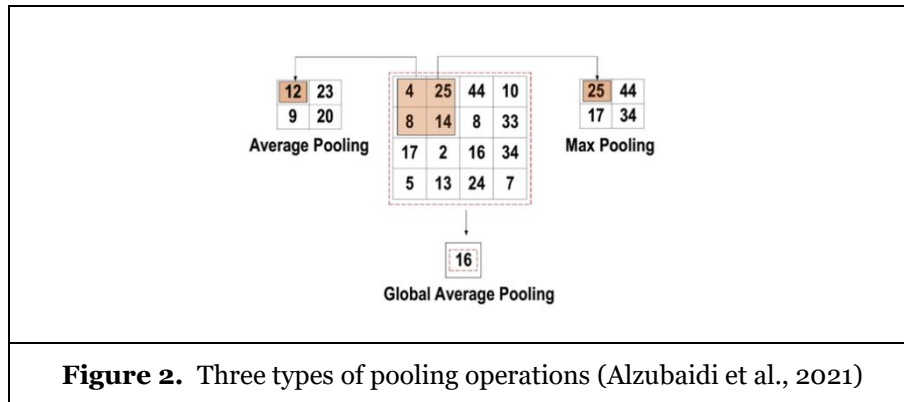 12 23
9 20
Average Pooling
4 25 44 10
8 14 8 33
17 2 16 34
5 13 24 7
25 44
17 34
Max Pooling
16
Global Average Pooling
Figure 2. Three types of pooling operations (Alzubaidi et al., 2021)